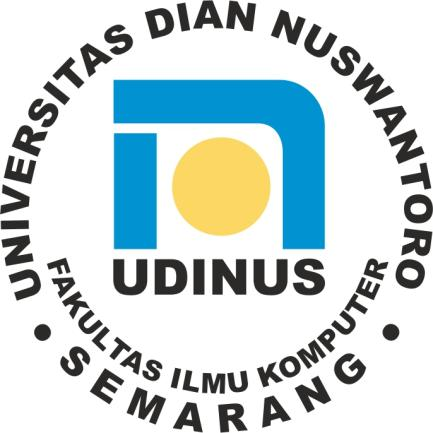 UNIVERSITAS DIAN NUSWANTORO
UDINUS
FAKULTAS ILMU KOMPUTER
• SEMARANG •